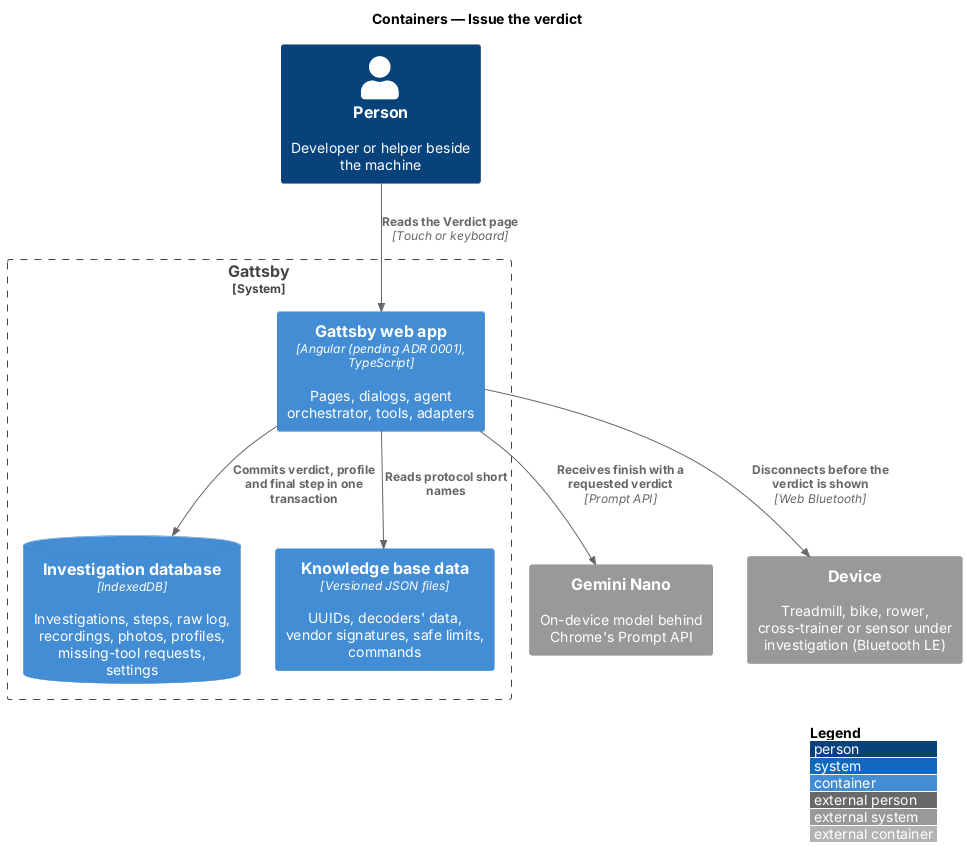 Containers — Issue the verdict
Person
Developer or helper beside
the machine
Reads the Verdict page
[Touch or keyboard]
Gattsby
[System]
Gattsby web app
[Angular (pending ADR 0001),
TypeScript]
Pages, dialogs, agent
orchestrator, tools, adapters
Commits verdict, profile
and final step in one
transaction
Reads protocol short
names
Receives finish with a
requested verdict
[Prompt API]
Disconnects before the
verdict is shown
[Web Bluetooth]
Investigation database
[IndexedDB]
Investigations, steps, raw log,
recordings, photos, profiles,
missing-tool requests,
settings
Knowledge base data
[Versioned JSON files]
UUIDs, decoders' data,
vendor signatures, safe limits,
commands
Gemini Nano
On-device model behind
Chrome's Prompt API
Device
Treadmill, bike, rower,
cross-trainer or sensor under
investigation (Bluetooth LE)
Legend
person
system
container
external person
external system
external container